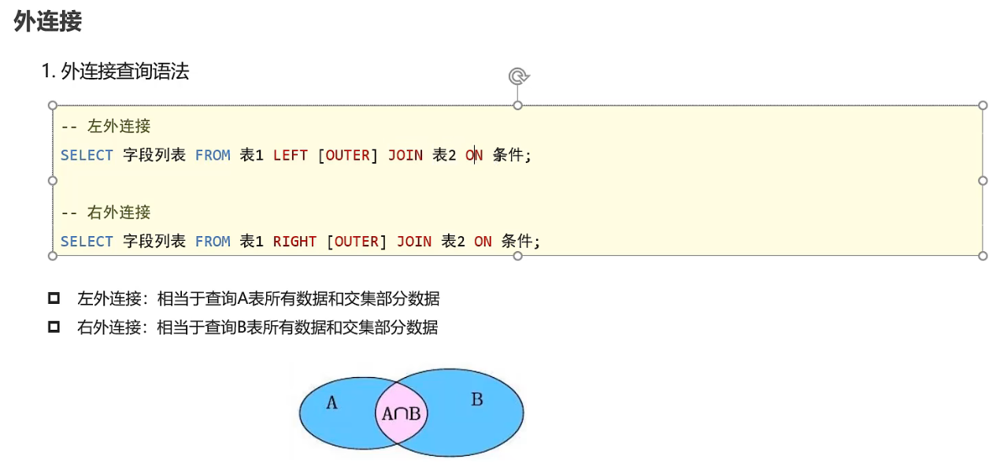 外连接
1. 外连接查询语法
-- 左外连接
SELECT 字段列表 FROM 表1 LEFT [OUTER] JOIN 表2 ON 条件;
-- 右外连接
SELECT 字段列表 FROM 表1 RIGHT [OUTER] JOIN 表2 ON 条件;
左外连接：相当于查询A表所有数据和交集部分数据
右外连接：相当于查询B表所有数据和交集部分数据
A
A∩B
B